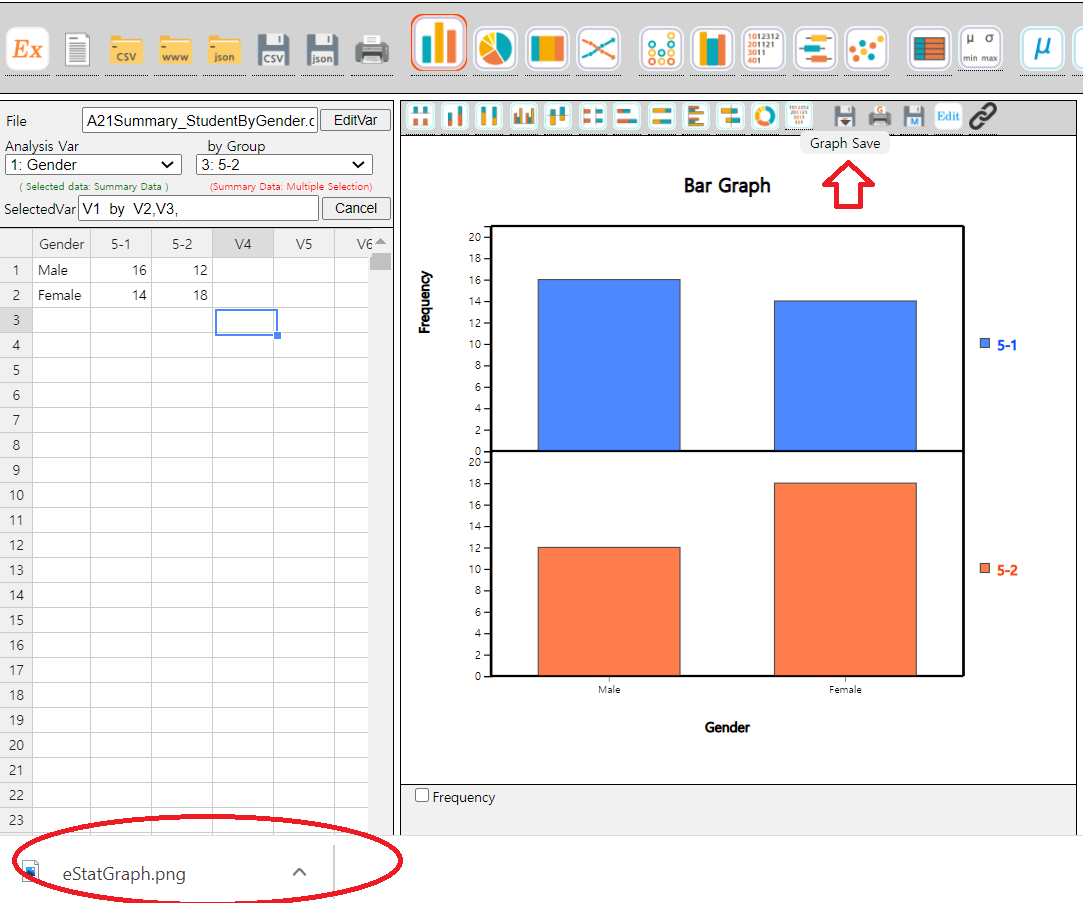 Ex
CSV
www
json
CSV
json
1012312
201121
3011
401
μ σ
min max
μ
File
A21Summary_StudentByGender.c
EditVar
Analysis Var
by Group
1: Gender
3: 5-2
( Selected data: Summary Data )
(Summary Data: Multiple Selection)
SelectedVar
V1 by V2,V3,
Cancel
Gender 5-1 5-2 V4 V5 V6
1 Male 16 12
2 Female 14 18
3
4
5
6
7
8
9
10
11
12
13
14
15
16
17
18
19
20
21
22
23
G
M
Edit
Graph Save
Bar Graph
Frequency
20
18
16
14
12
10
8
6
4
2
0
5-1
20
18
16
14
12
10
8
6
4
2
0
5-2
Male Female
Gender
Frequency
eStatGraph.png